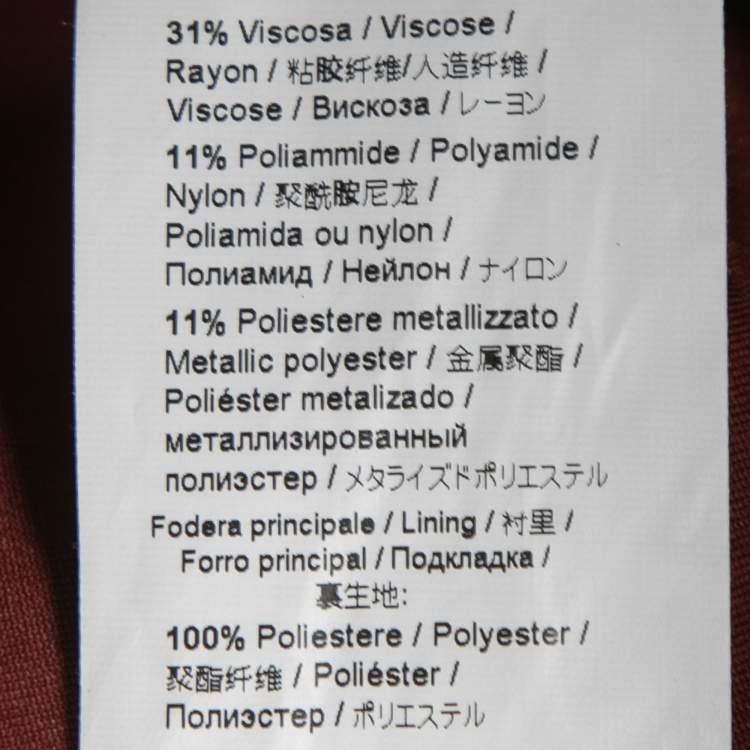 31% Viscosa / Viscose /
Rayon / 粘胶纤维/人造纤维 /
Viscose / Вискоза / レーヨン
11% Poliammide / Polyamide /
Nylon / 聚酰胺尼龙 /
Poliamida ou nylon /
Полиамид / Нейлон / ナイロン
11% Poliestere metallizzato /
Metallic polyester / 金属聚酯 /
Poliéster metalizado /
металлизированный
полиэстер / メタライズドポリエステル
Fodera principale / Lining / 衬里 /
Forro principal / Подкладка /
裏生地:
100% Poliestere / Polyester /
聚酯纤维 / Poliéster /
Полиэстер / ポリエステル